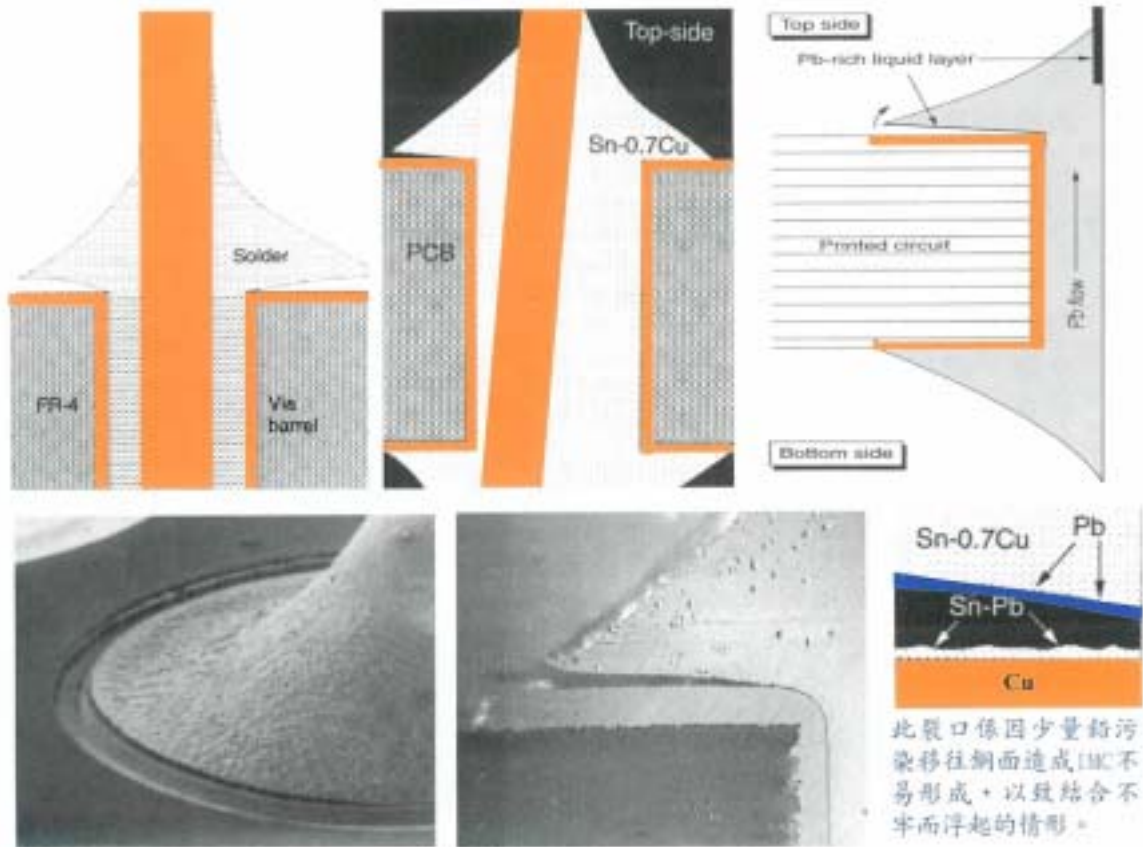 Solder
FR-4
Via
barrel
Top-side
Sn-0.7Cu
PCB
Top side
Pb-rich liquid layer
Printed circuit
Pb flow
Bottom side
Sn-0.7Cu
Pb
Sn-Pb
Cu
此裂口係因少量鉛污
染移往銅面造成IMC不
易形成，以致結合不
牢而浮起的情形。